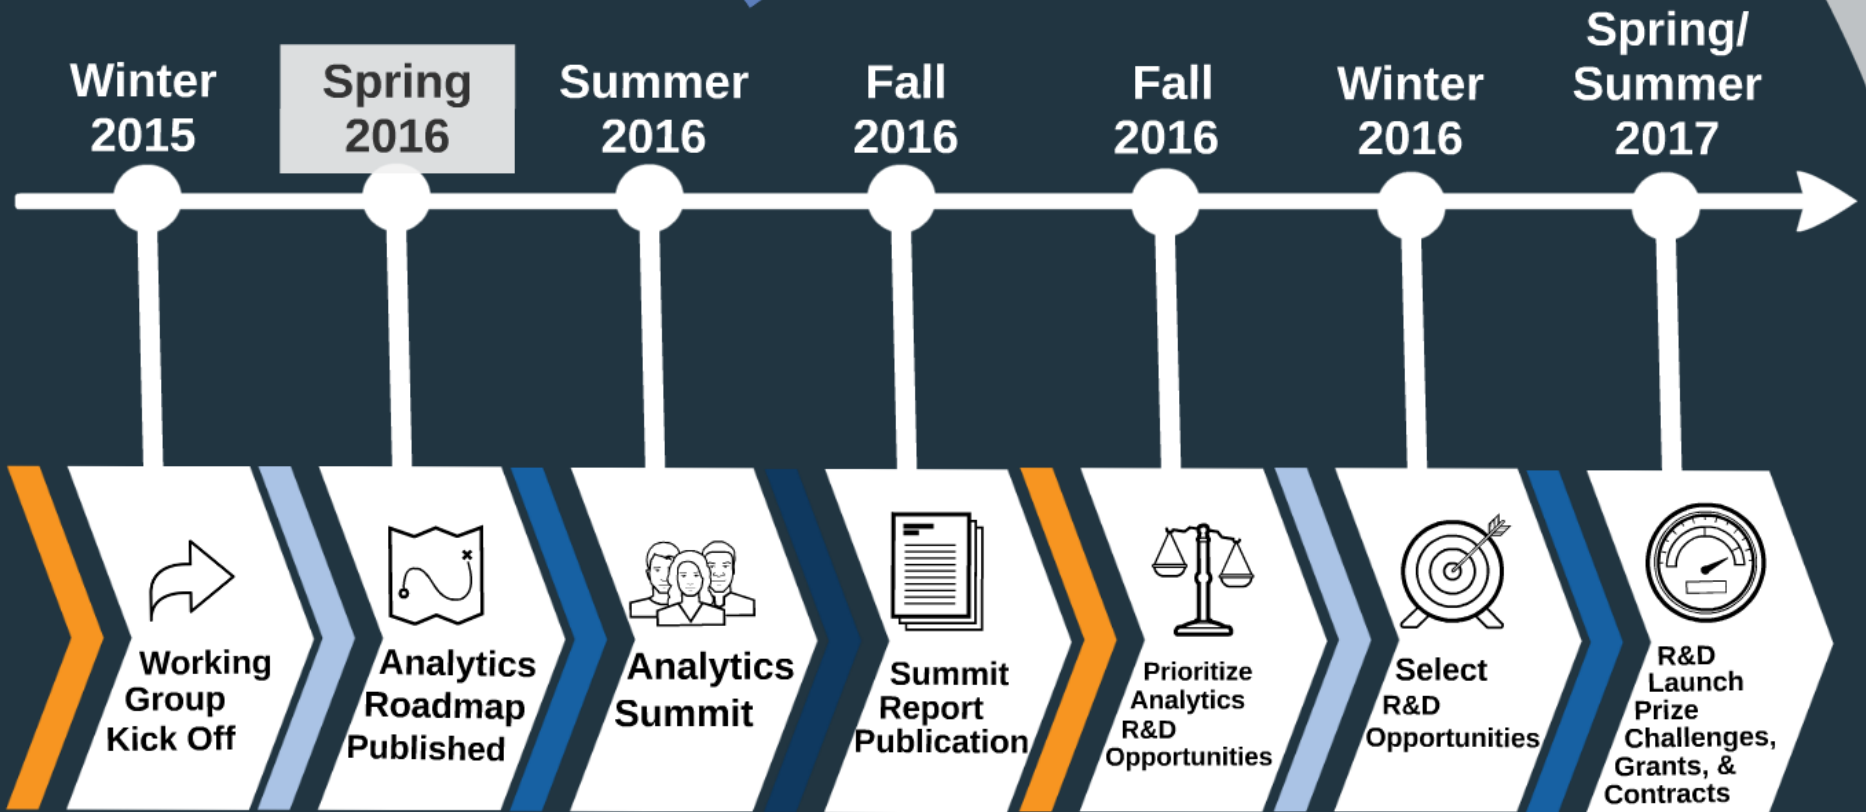 Winter
2015
Spring
2016
Summer
2016
Fall
2016
Fall
2016
Winter
2016
Spring/
Summer
2017
Working
Group
Kick Off
Analytics
Roadmap
Published
Analytics
Summit
Summit
Report
Publication
Prioritize
Analytics
R&D
Opportunities
Select
R&D
Opportunities
R&D
Launch
Prize
Challenges,
Grants, &
Contracts